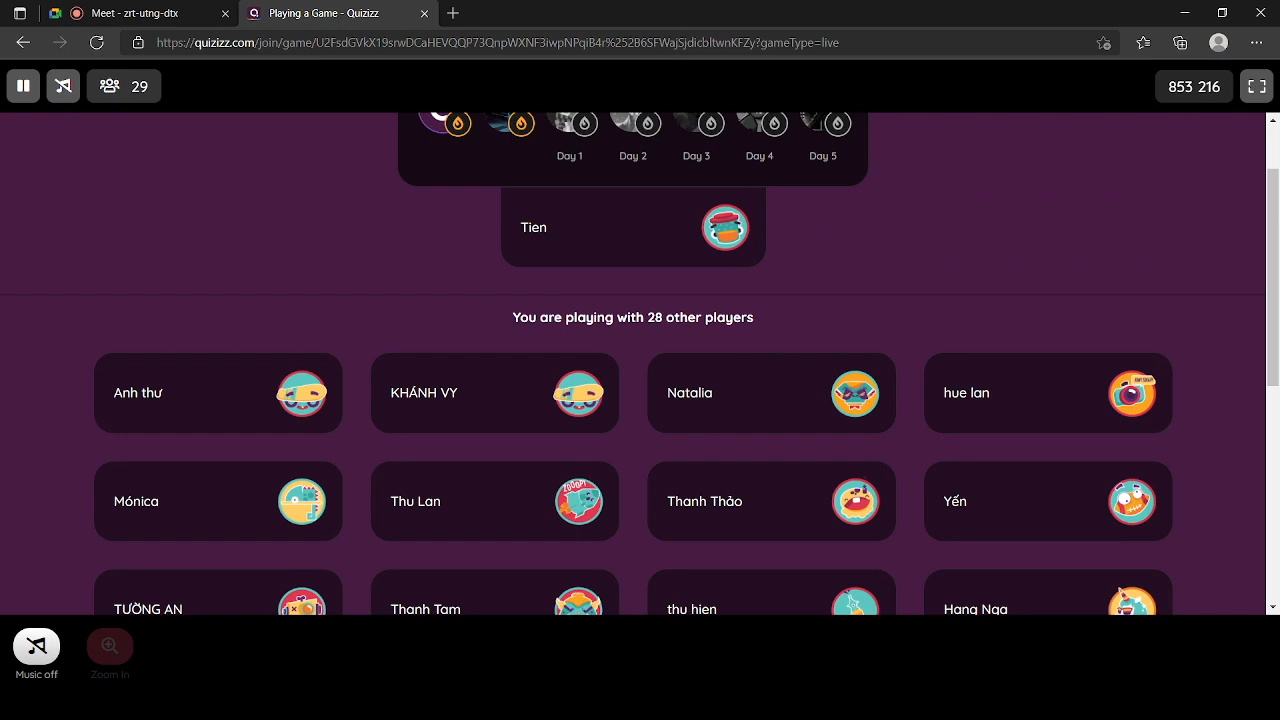 Meet - zrt-utng-dtx
Playing a Game - Quizizz
https://quizizz.com/join/game/U2FsdGVkX19srwDCaHEVQQP73QnpWXNF3iwpNPqiB4r%252B6SFWajSjdicbltwnKFZy?gameType=live
29
853 216
Day 1 Day 2 Day 3 Day 4 Day 5
Tien
You are playing with 28 other players
Anh thư KHÁNH VY Natalia hue lan
Mónica Thu Lan Thanh Thảo Yến
ZOOOP!
TƯỜNG AN Thanh Tam thu hien Hang Nga
Music off Zoom in